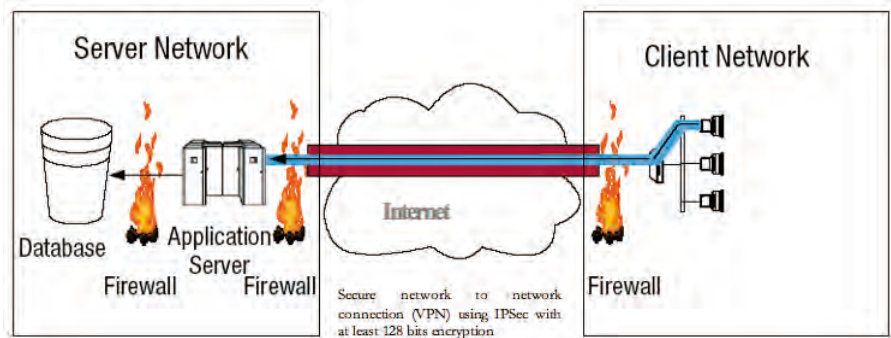 Server Network
Client Network
Internet
Database
Application
Server
Firewall
Firewall
Firewall
Secure network to network
connection (VPN) using IPSec with
at least 128 bits encryption